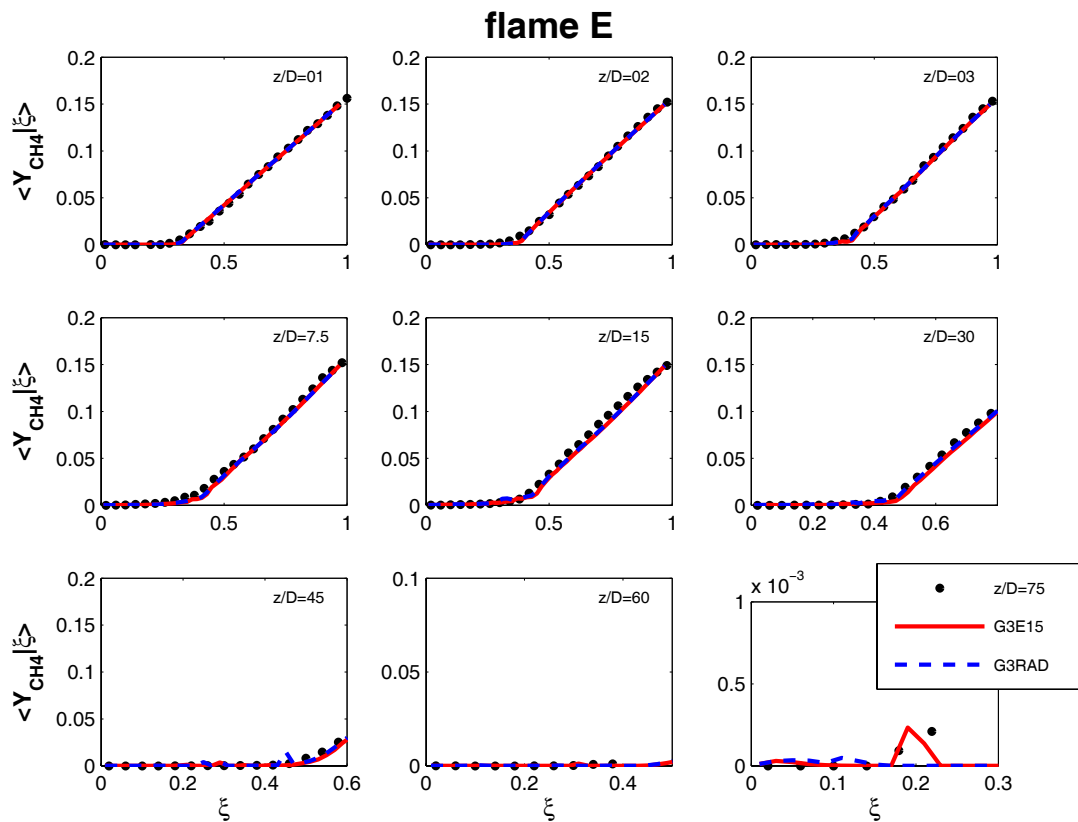 flame E
0.2 0.2 0.2
z/D=01 z/D=02 z/D=03
0.15 0.15 0.15
0.1 0.1 0.1
<Y_CH4|ξ>
0.05 0.05 0.05
0 0 0
0 0.5 1 0 0.5 1 0 0.5 1
0.2 0.2 0.2
z/D=7.5 z/D=15 z/D=30
0.15 0.15 0.15
0.1 0.1 0.1
<Y_CH4|ξ>
0.05 0.05 0.05
0 0 0
0 0.5 1 0 0.5 1 0 0.2 0.4 0.6
0.2 0.1 x 10^-3
z/D=45 z/D=60 z/D=75
1
0.15
G3E15
0.1 0.05
<Y_CH4|ξ>
G3RAD
0.5
0.05
0 0 0
0 0.2 0.4 0.6 0 0.2 0.4 0 0.1 0.2 0.3
ξ ξ ξ